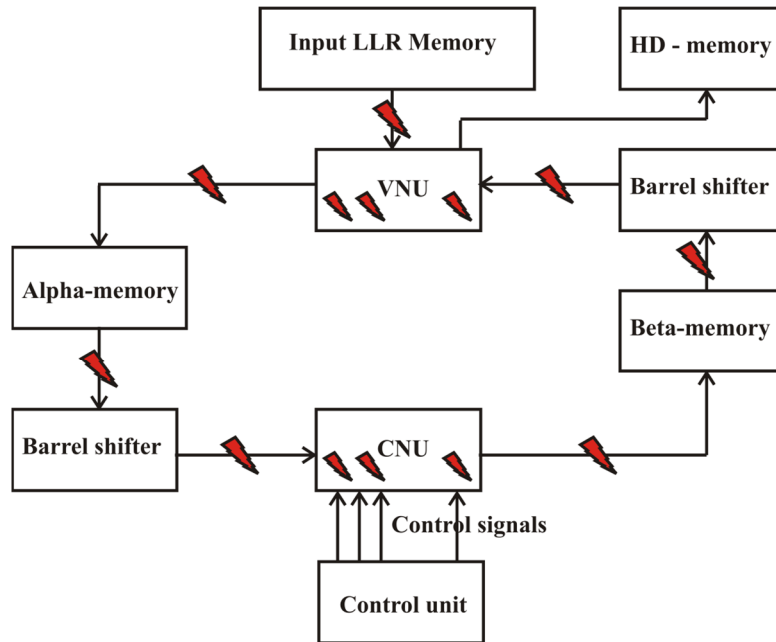 Input LLR Memory
HD - memory
VNU
Barrel shifter
Alpha-memory
Beta-memory
Barrel shifter
CNU
Control signals
Control unit